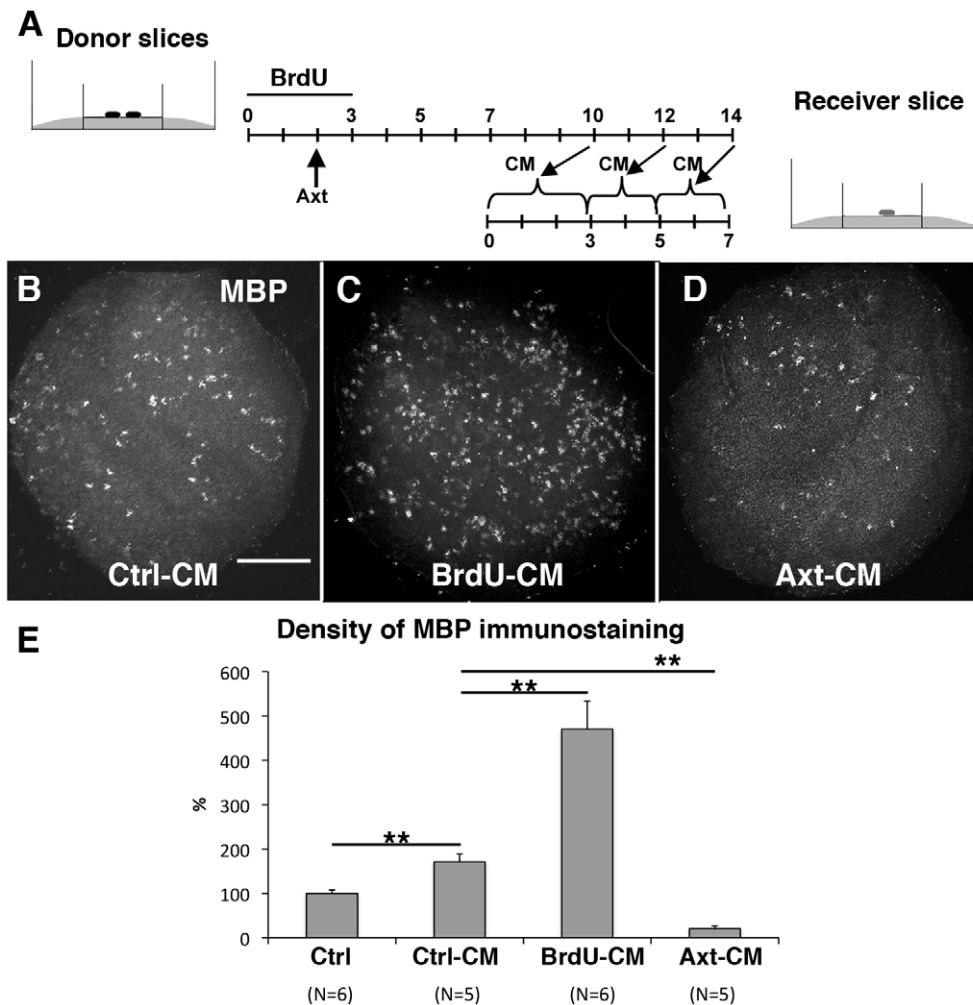 A
Donor slices
BrdU
Receiver slice
0 3 5 7 10 12 14
Axt
CM CM CM
0 3 5 7
B MBP C D
Ctrl-CM BrdU-CM Axt-CM
E
Density of MBP immunostaining
600
500
400
300
200
100
0
%
**
**
**
Ctrl Ctrl-CM BrdU-CM Axt-CM
(N=6) (N=5) (N=6) (N=5)